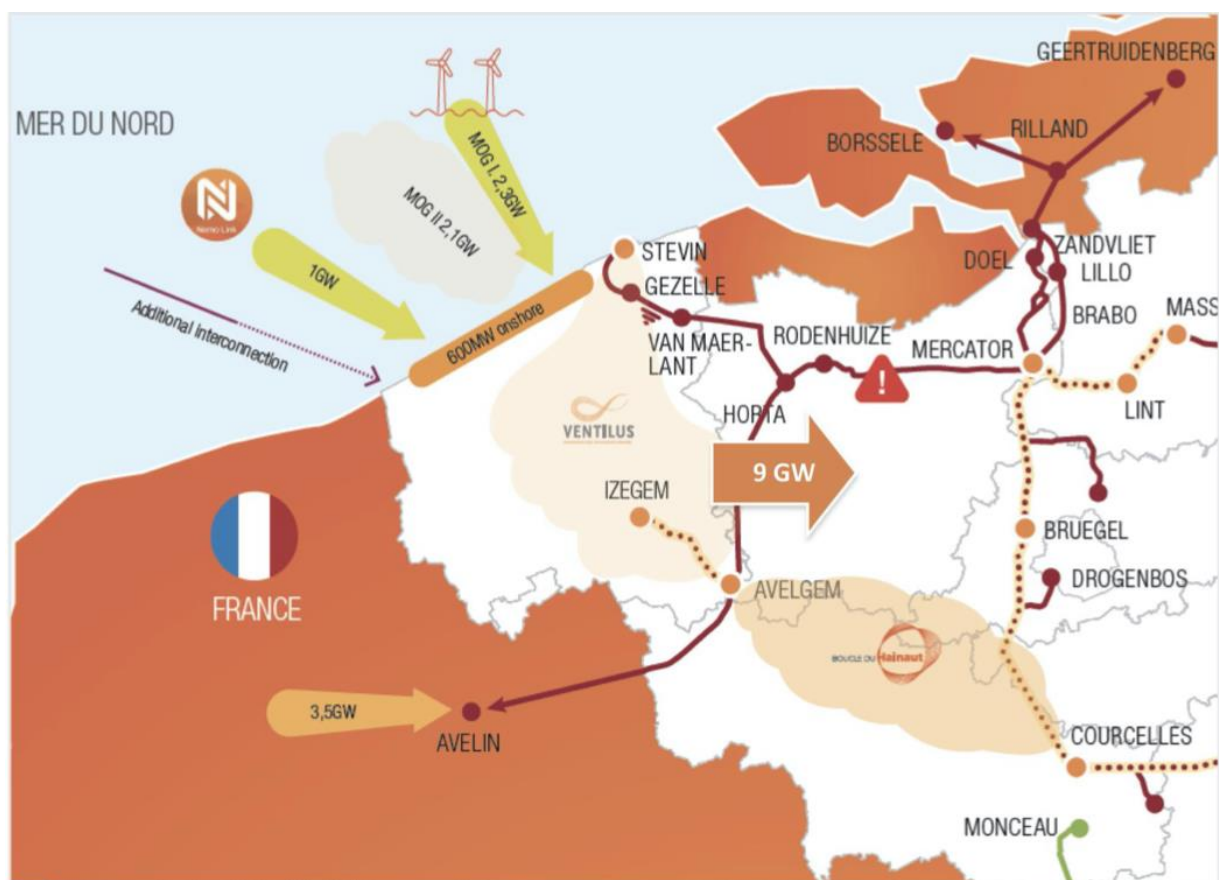 GEERTRUIDENBERG
MER DU NORD
BORSSELE
RILLAND
MOG I. 2,3GW
MOG II 2,1GW
Nemo Link
1GW
Additional interconnection
600MW onshore
STEVIN
GEZELLE
VAN MAER-
LANT
DOEL
ZANDVLIET
LILLO
BRABO
MASS
RODENHUIZE
MERCATOR
!
LINT
HORTA
VENTILUS
9 GW
IZEGEM
BRUEGEL
AVELGEM
DROGENBOS
FRANCE
BOUCLE DU Hainaut
3,5GW
AVELIN
COURCELLES
MONCEAU